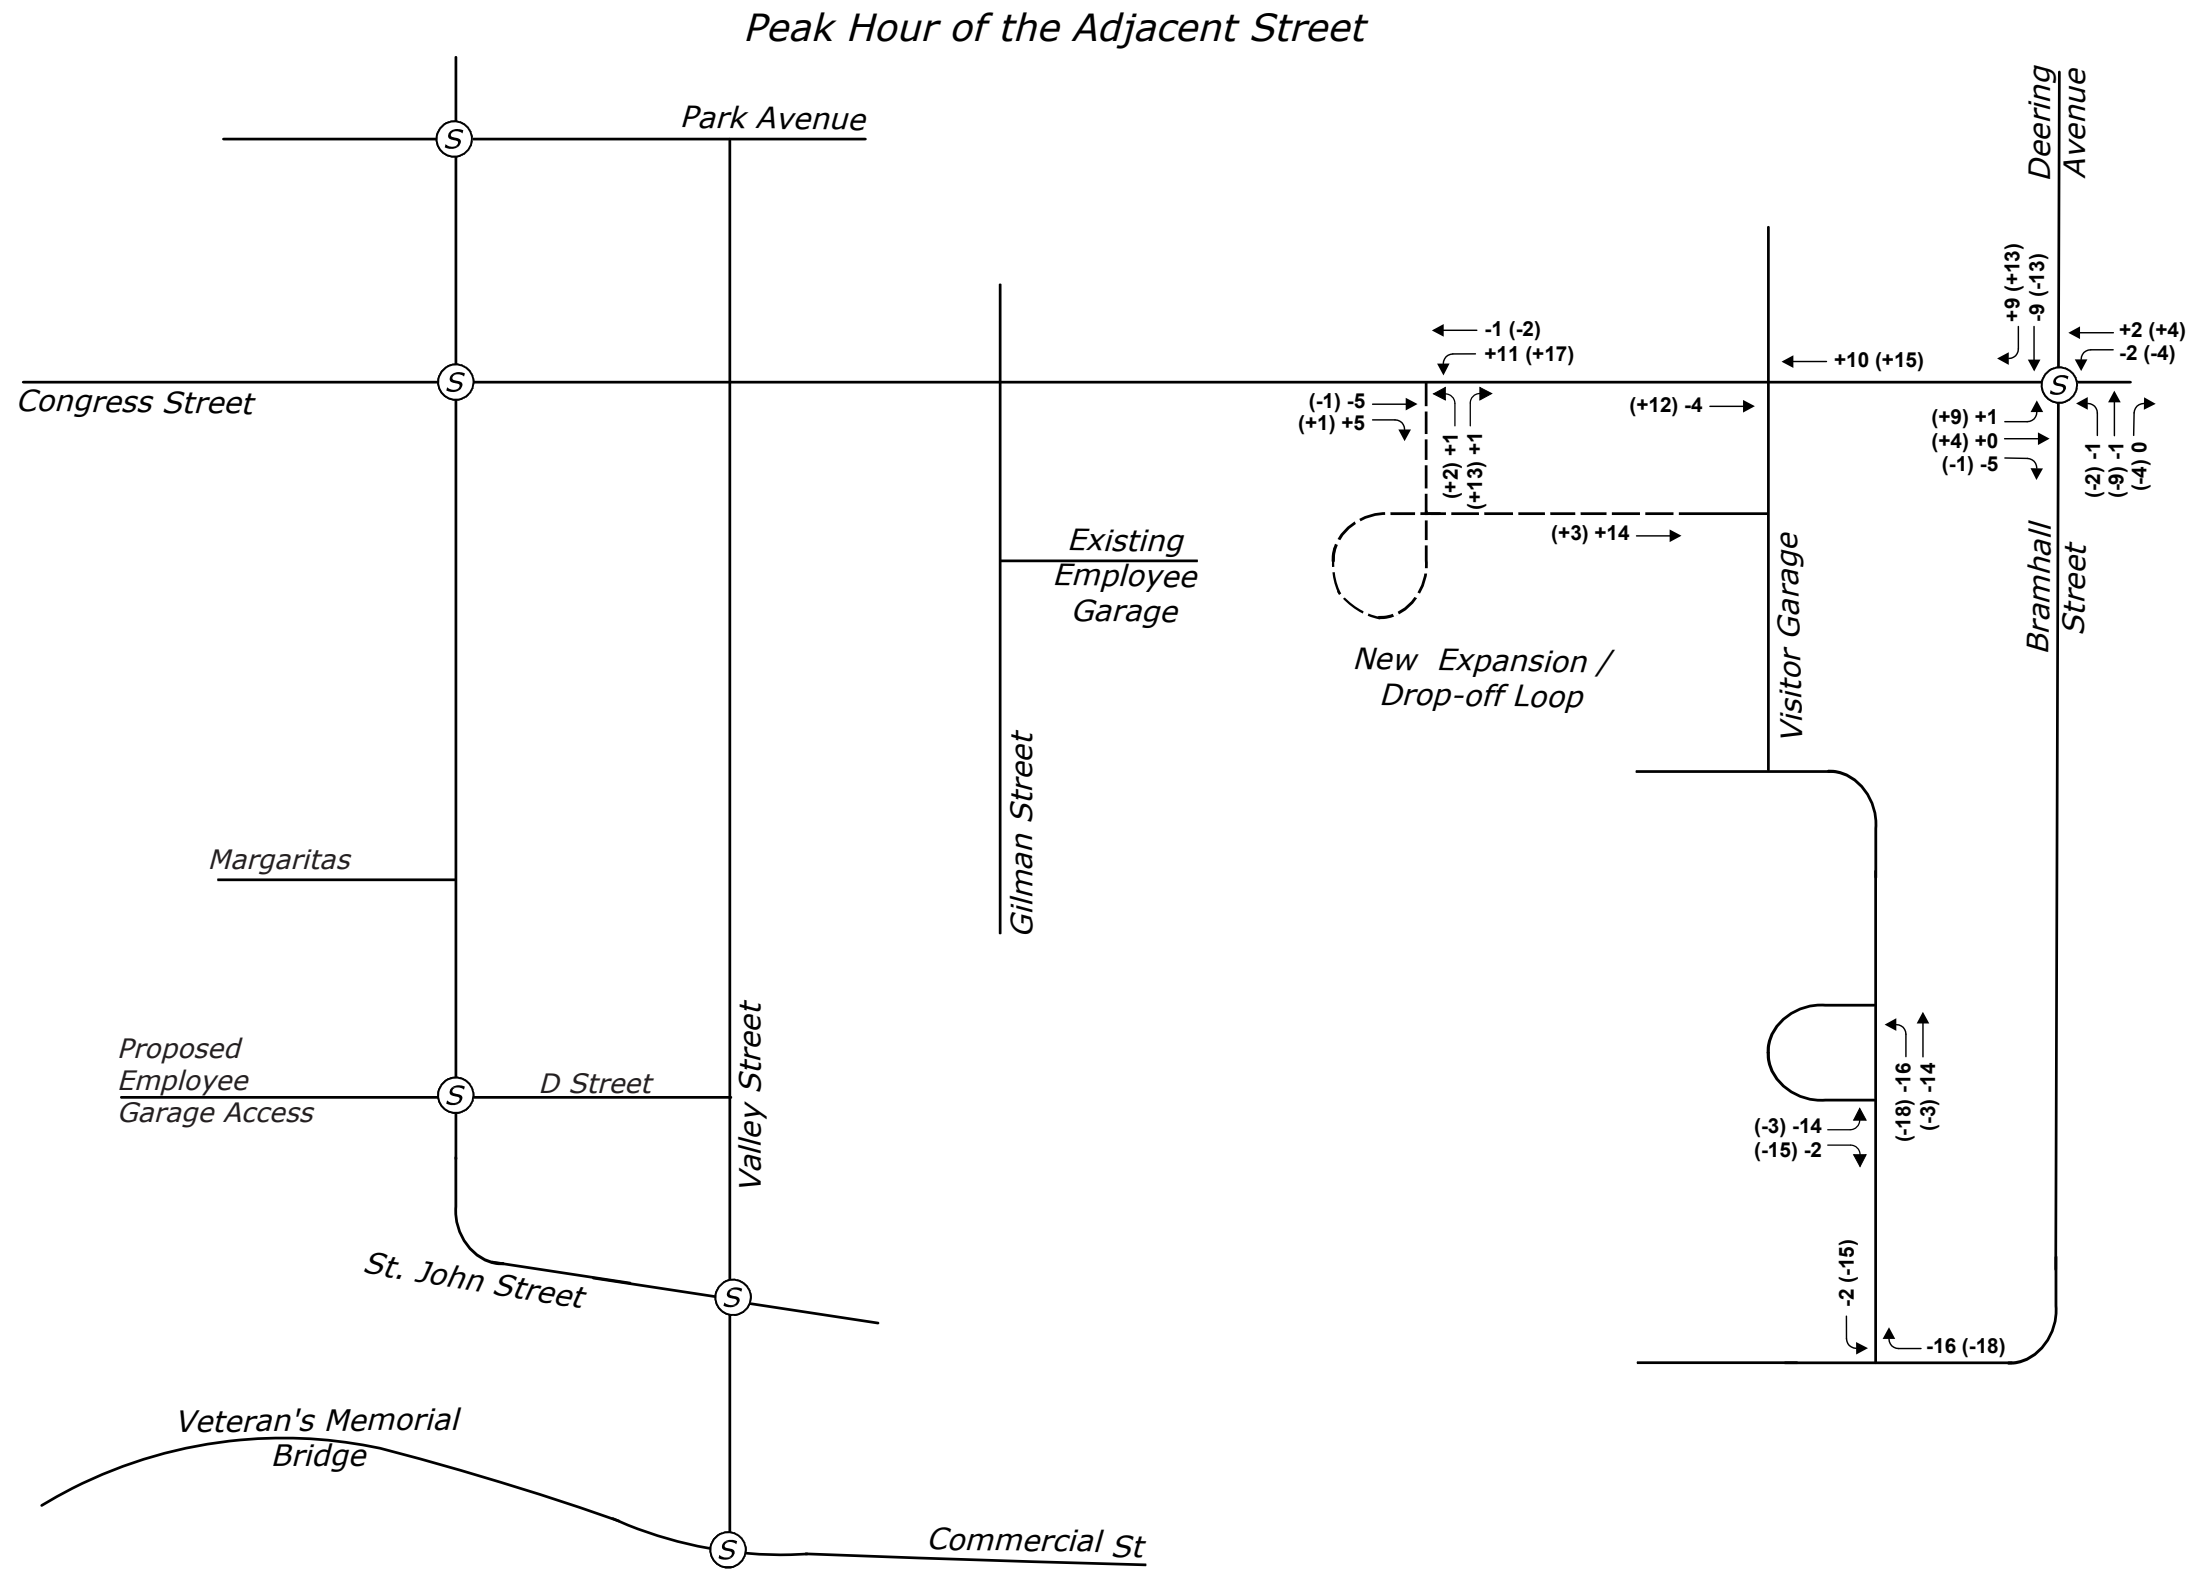 Peak Hour of the Adjacent Street
Park Avenue
S
Deering
Avenue
+9 (+13)
-9 (-13)
+2 (+4)
-2 (-4)
-1 (-2)
+11 (+17)
+10 (+15)
S
S
Congress Street
(-1) -5
(+1) +5
(+2) +1
(+13) +1
(+12) -4
(+9) +1
(+4) +0
(-1) -5
(-2) -1
(-9) -1
(-4) 0
(+3) +14
Existing
Employee
Garage
New Expansion /
Drop-off Loop
Visitor Garage
Bramhall
Street
Gilman Street
Margaritas
Proposed
Employee
Garage Access
S
D Street
Valley Street
(-18) -16
(-3) -14
(-3) -14
(-15) -2
St. John Street
S
-2 (-15)
-16 (-18)
Veteran's Memorial
Bridge
S
Commercial St